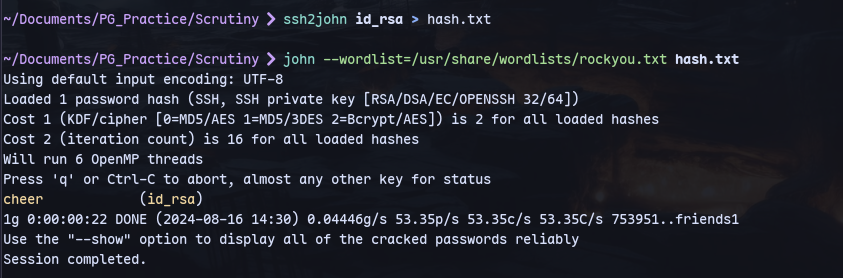 ~/Documents/PG_Practice/Scrutiny ❯ ssh2john id_rsa > hash.txt
~/Documents/PG_Practice/Scrutiny ❯ john --wordlist=/usr/share/wordlists/rockyou.txt hash.txt
Using default input encoding: UTF-8
Loaded 1 password hash (SSH, SSH private key [RSA/DSA/EC/OPENSSH 32/64])
Cost 1 (KDF/cipher [0=MD5/AES 1=MD5/3DES 2=Bcrypt/AES]) is 2 for all loaded hashes
Cost 2 (iteration count) is 16 for all loaded hashes
Will run 6 OpenMP threads
Press 'q' or Ctrl-C to abort, almost any other key for status
cheer            (id_rsa)
1g 0:00:00:22 DONE (2024-08-16 14:30) 0.04446g/s 53.35p/s 53.35c/s 53.35C/s 753951..friends1
Use the "--show" option to display all of the cracked passwords reliably
Session completed.